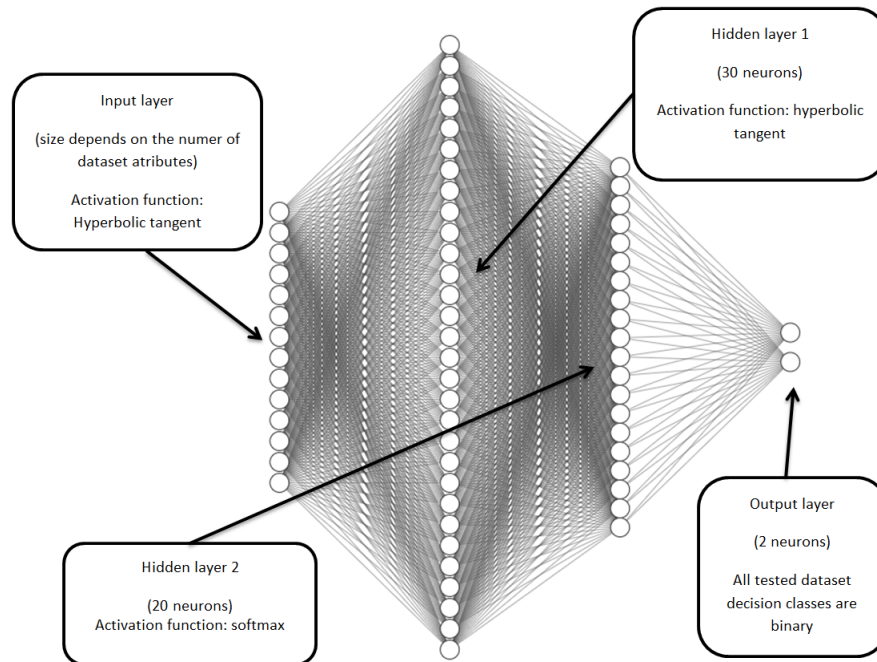 Input layer
(size depends on the numer of
dataset atributes)
Activation function:
Hyperbolic tangent
Hidden layer 1
(30 neurons)
Activation function: hyperbolic
tangent
Hidden layer 2
(20 neurons)
Activation function: softmax
Output layer
(2 neurons)
All tested dataset
decision classes are
binary